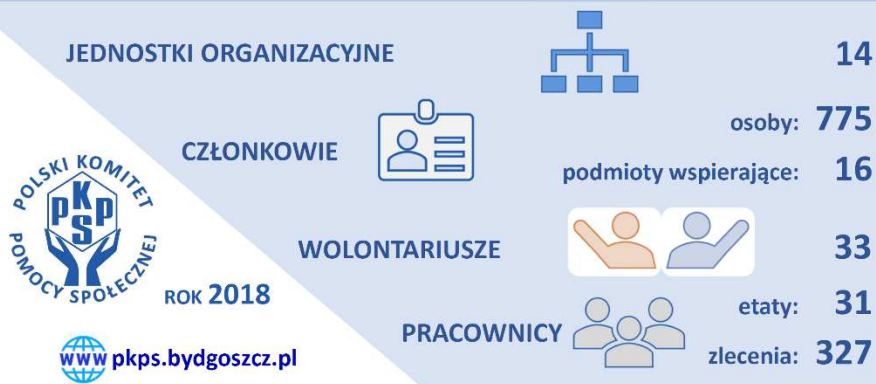 JEDNOSTKI ORGANIZACYJNE 14
CZŁONKOWIE
osoby: 775
podmioty wspierające: 16
WOLONTARIUSZE 33
PRACOWNICY
etaty: 31
zlecenia: 327
POLSKI KOMITET
PKPS
POMOCY SPOŁECZNEJ
ROK 2018
www pkps.bydgoszcz.pl